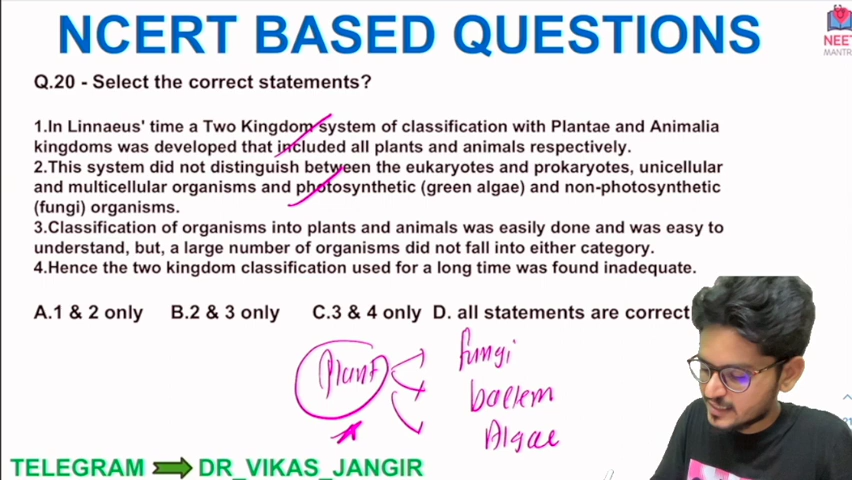 NCERT BASED QUESTIONS
NEET
MANTRA
Q.20 - Select the correct statements?
1.In Linnaeus' time a Two Kingdom system of classification with Plantae and Animalia
kingdoms was developed that included all plants and animals respectively.
2.This system did not distinguish between the eukaryotes and prokaryotes, unicellular
and multicellular organisms and photosynthetic (green algae) and non-photosynthetic
(fungi) organisms.
3.Classification of organisms into plants and animals was easily done and was easy to
understand, but, a large number of organisms did not fall into either category.
4.Hence the two kingdom classification used for a long time was found inadequate.
A.1 & 2 only B.2 & 3 only C.3 & 4 only D. all statements are correct
Plant
fungi
Algae
TELEGRAM DR_VIKAS_JANGIR